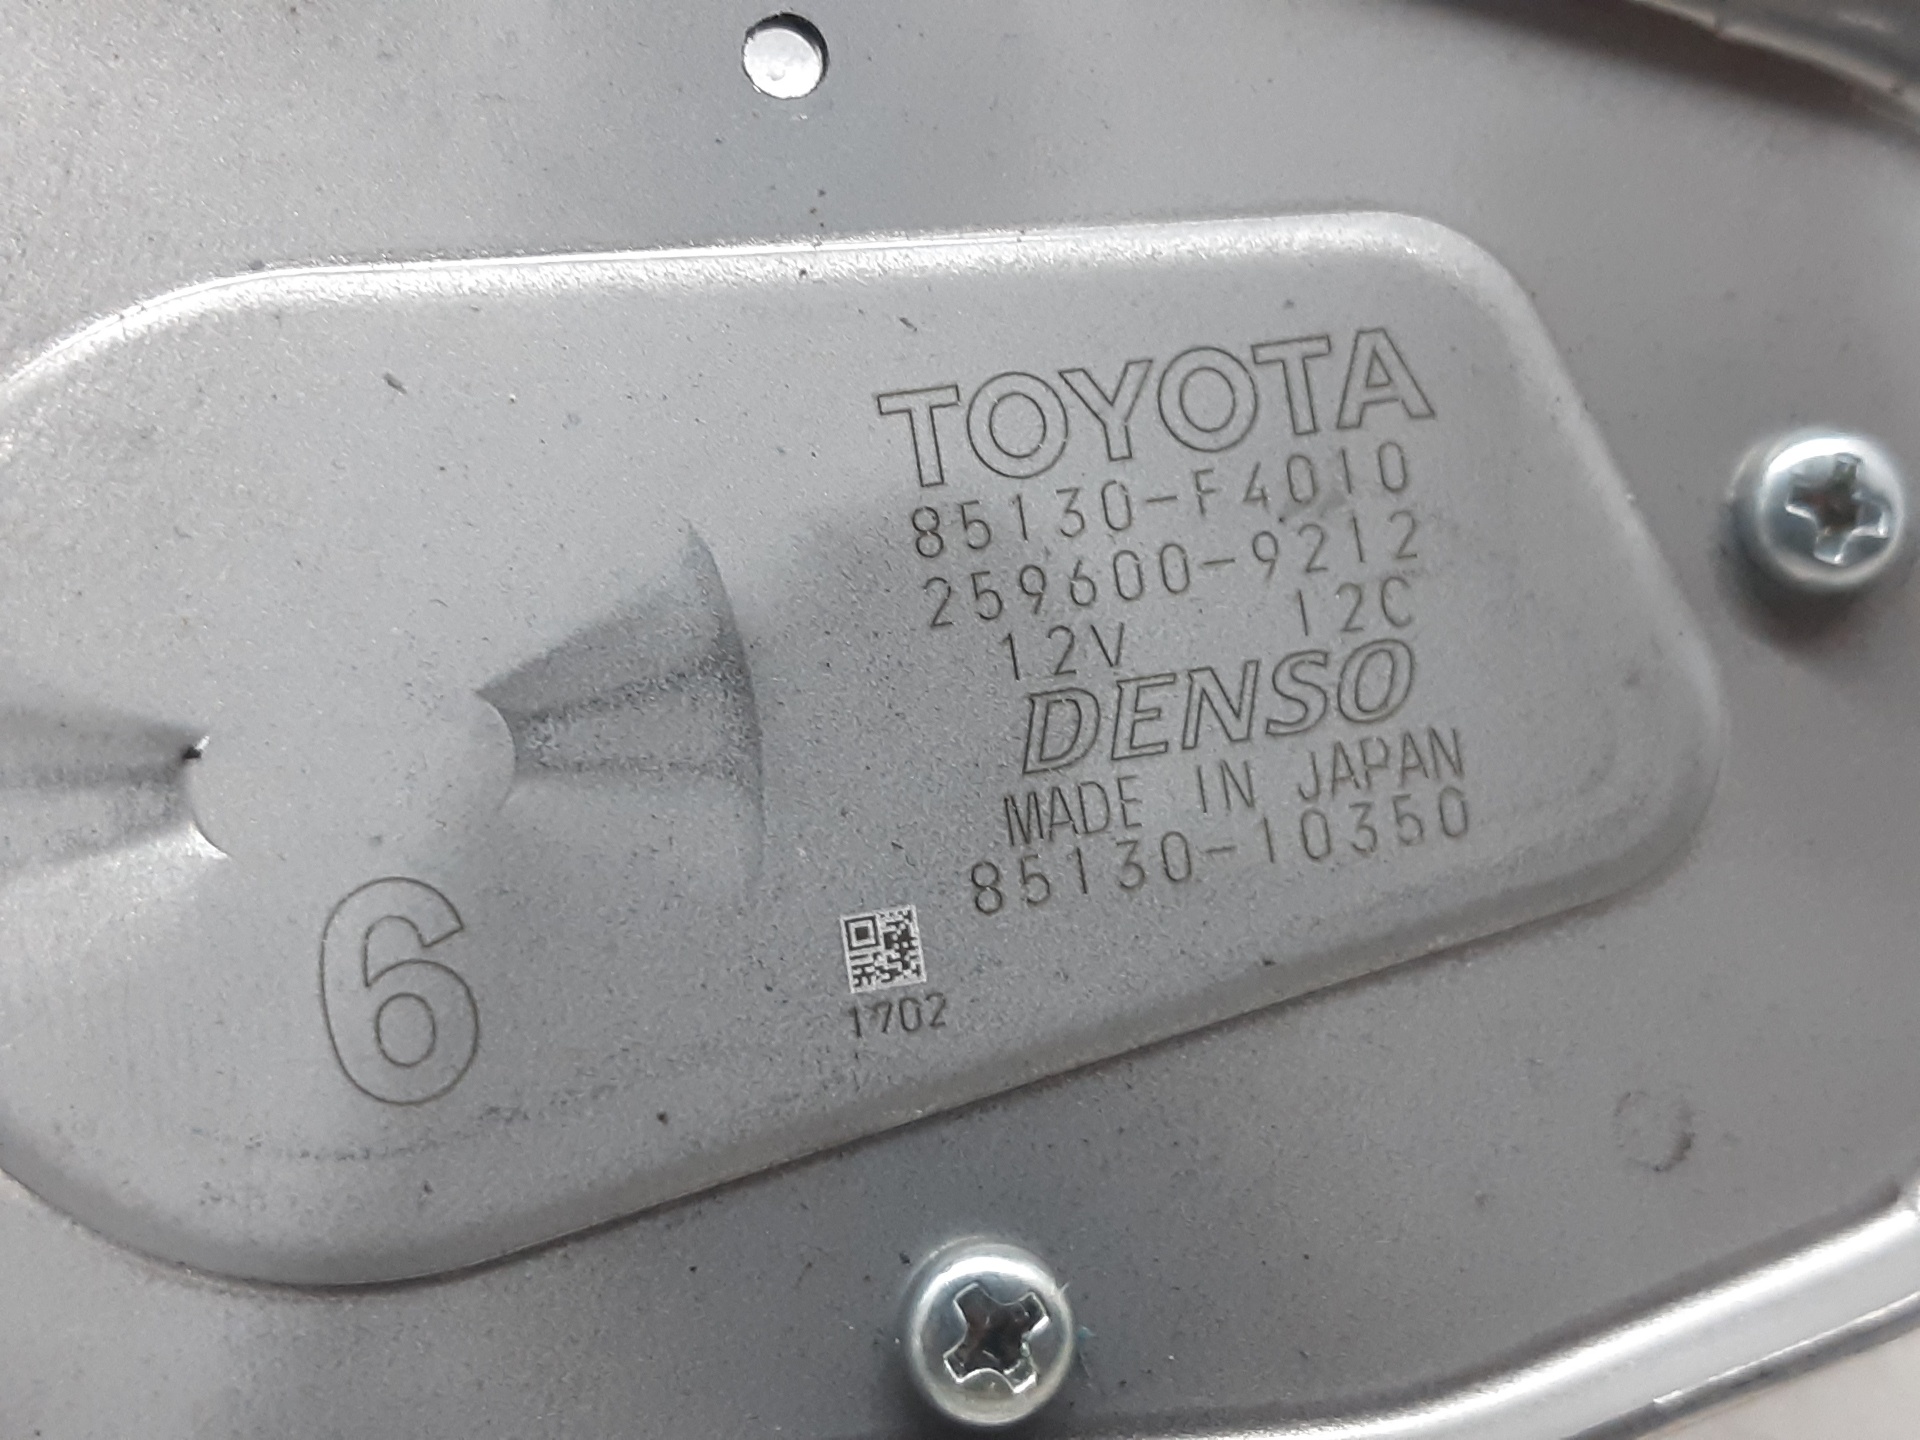 TOYOTA
85130-F4010
259600-9212
12V 12C
DENSO
MADE IN JAPAN
85130-10350
1702
6